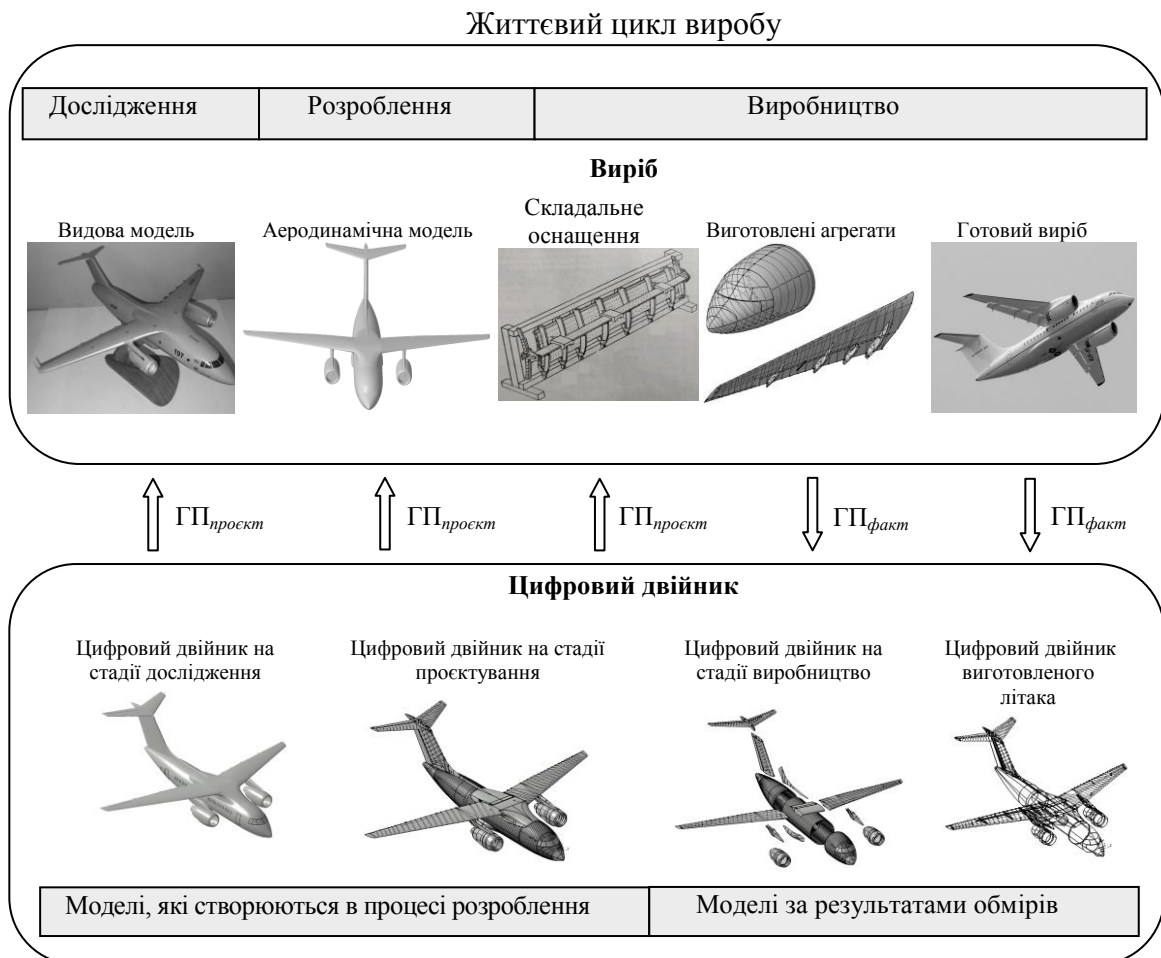 Життєвий цикл виробу
Дослідження
Розроблення
Виробництво
Виріб
Видова модель
Аеродинамічна модель
Складальне
оснащення
Виготовлені агрегати
Готовий виріб
197
ГПпроєкт
ГПпроєкт
ГПпроєкт
ГПфакт
ГПфакт
Цифровий двійник
Цифровий двійник на
стадії дослідження
Цифровий двійник на стадії
проєктування
Цифровий двійник на
стадії виробництво
Цифровий двійник
виготовленого
літака
Моделі, які створюються в процесі розроблення
Моделі за результатами обмірів